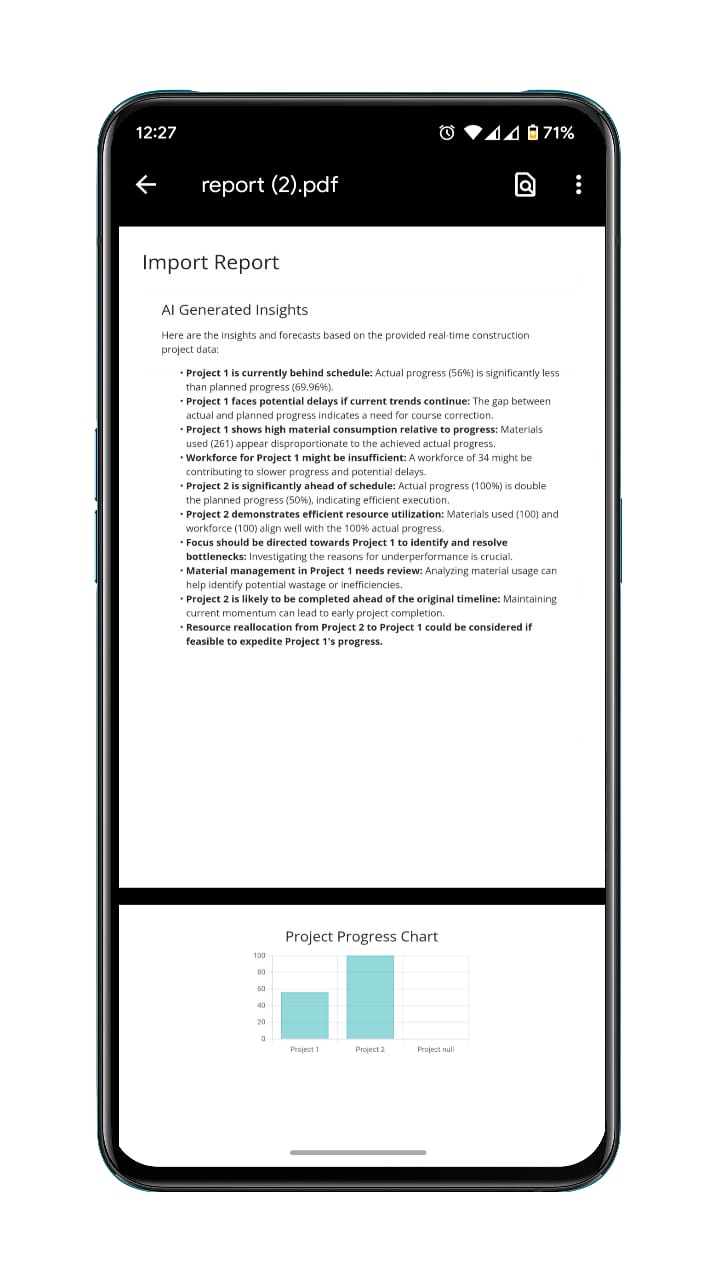 12:27
71%
report (2).pdf
Import Report
AI Generated Insights
Here are the insights and forecasts based on the provided real-time construction
project data:
• Project 1 is currently behind schedule: Actual progress (56%) is significantly less
than planned progress (69.96%).
• Project 1 faces potential delays if current trends continue: The gap between
actual and planned progress indicates a need for course correction.
• Project 1 shows high material consumption relative to progress: Materials
used (261) appear disproportionate to the achieved actual progress.
• Workforce for Project 1 might be insufficient: A workforce of 34 might be
contributing to slower progress and potential delays.
• Project 2 is significantly ahead of schedule: Actual progress (100%) is double
the planned progress (50%), indicating efficient execution.
• Project 2 demonstrates efficient resource utilization: Materials used (100) and
workforce (100) align well with the 100% actual progress.
• Focus should be directed towards Project 1 to identify and resolve
bottlenecks: Investigating the reasons for underperformance is crucial.
• Material management in Project 1 needs review: Analyzing material usage can
help identify potential wastage or inefficiencies.
• Project 2 is likely to be completed ahead of the original timeline: Maintaining
current momentum can lead to early project completion.
• Resource reallocation from Project 2 to Project 1 could be considered if
feasible to expedite Project 1's progress.
Project Progress Chart
100
80
60
40
20
0
Project 1 Project 2 Project null